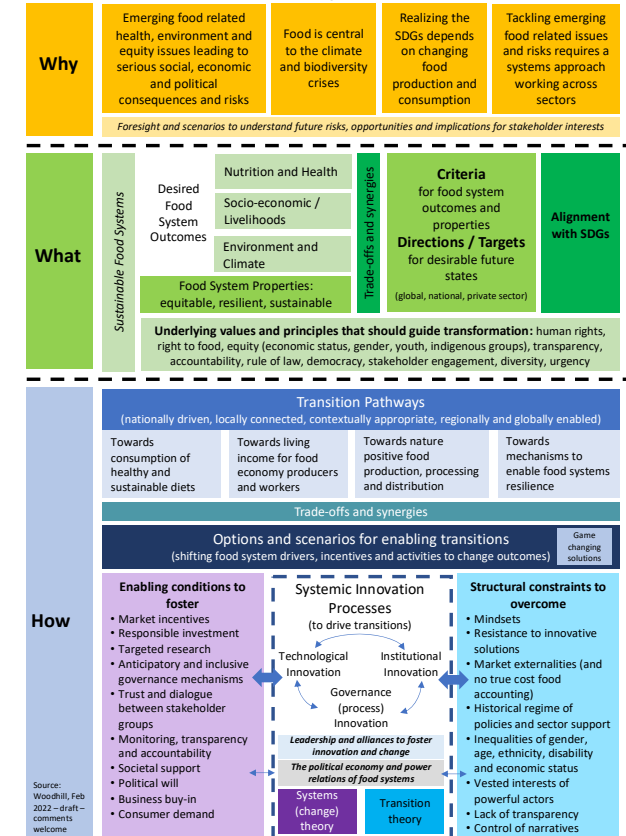 Why
Emerging food related
health, environment and
equity issues leading to
serious social, economic
and political
consequences and risks
Food is central
to the climate
and biodiversity
crises
Realizing the
SDGs depends
on changing
food
production and
consumption
Tackling emerging
food related issues
and risks requires a
systems approach
working across
sectors
Foresight and scenarios to understand future risks, opportunities and implications for stakeholder interests
What
Sustainable Food Systems
Desired
Food
System
Outcomes
Nutrition and Health
Socio-economic /
Livelihoods
Environment and
Climate
Food System Properties:
equitable, resilient, sustainable
Trade-offs and synergies
Criteria
for food system
outcomes and
properties
Directions / Targets
for desirable future
states
(global, national, private sector)
Alignment
with SDGs
Underlying values and principles that should guide transformation: human rights,
right to food, equity (economic status, gender, youth, indigenous groups), transparency,
accountability, rule of law, democracy, stakeholder engagement, diversity, urgency
How
Transition Pathways
(nationally driven, locally connected, contextually appropriate, regionally and globally enabled)
Towards
consumption of
healthy and
sustainable diets
Towards living
income for food
economy producers
and workers
Towards nature
positive food
production, processing
and distribution
Towards
mechanisms to
enable food systems
resilience
Trade-offs and synergies
Options and scenarios for enabling transitions
(shifting food system drivers, incentives and activities to change outcomes)
Game
changing
solutions
Enabling conditions to
foster
• Market incentives
• Responsible investment
• Targeted research
• Anticipatory and inclusive
governance mechanisms
• Trust and dialogue
between stakeholder
groups
• Monitoring, transparency
and accountability
• Societal support
• Political will
• Business buy-in
• Consumer demand
Systemic Innovation
Processes
(to drive transitions)
Technological
Innovation
Institutional
Innovation
Governance
(process)
Innovation
Leadership and alliances to foster
innovation and change
The political economy and power
relations of food systems
Systems
(change)
theory
Transition
theory
Structural constraints to
overcome
• Mindsets
• Resistance to innovative
solutions
• Market externalities (and
no true cost food
accounting)
• Historical regime of
policies and sector support
• Inequalities of gender,
age, ethnicity, disability
and economic status
• Vested interests of
powerful actors
• Lack of transparency
• Control of narratives
Source:
Woodhill, Feb
2022 – draft –
comments
welcome